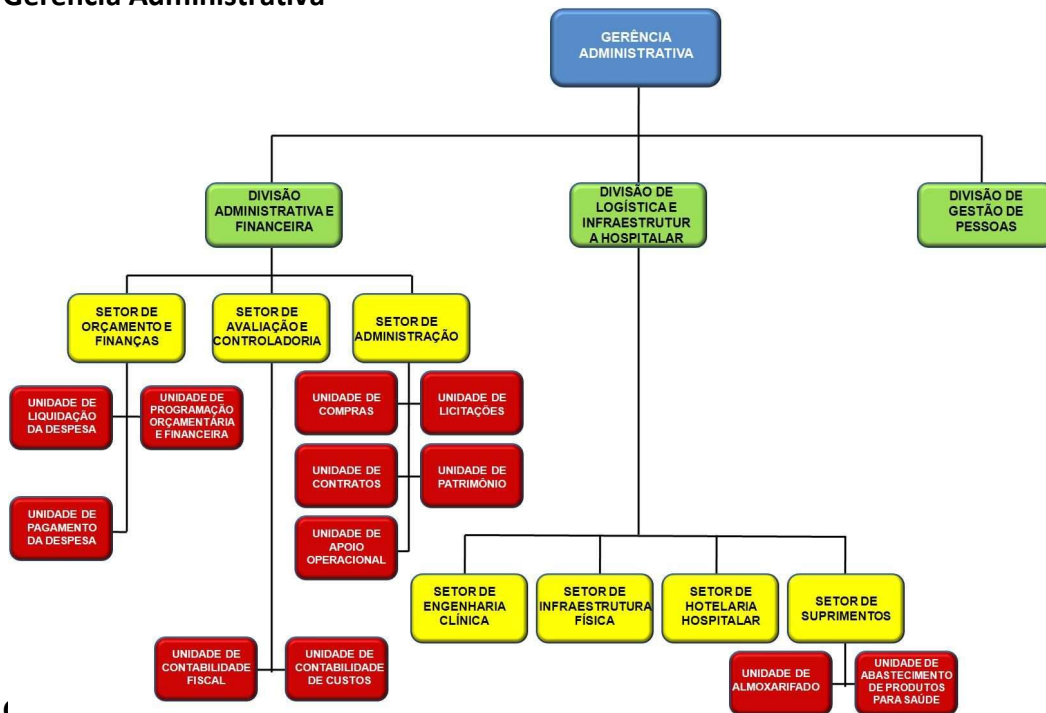 Gerência Administrativa
GERÊNCIA
ADMINISTRATIVA
DIVISÃO
ADMINISTRATIVA E
FINANCEIRA
DIVISÃO DE
LOGÍSTICA E
INFRAESTRUTUR
A HOSPITALAR
DIVISÃO DE
GESTÃO DE
PESSOAS
SETOR DE
ORÇAMENTO E
FINANÇAS
SETOR DE
AVALIAÇÃO E
CONTROLADORIA
SETOR DE
ADMINISTRAÇÃO
UNIDADE DE
LIQUIDAÇÃO
DA DESPESA
UNIDADE DE
PROGRAMAÇÃO
ORÇAMENTÁRIA
E FINANCEIRA
UNIDADE DE
COMPRAS
UNIDADE DE
LICITAÇÕES
UNIDADE DE
CONTRATOS
UNIDADE DE
PATRIMÔNIO
UNIDADE DE
PAGAMENTO
DA DESPESA
UNIDADE DE
APOIO
OPERACIONAL
SETOR DE
ENGENHARIA
CLÍNICA
SETOR DE
INFRAESTRUTURA
FÍSICA
SETOR DE
HOTELARIA
HOSPITALAR
SETOR DE
SUPRIMENTOS
UNIDADE DE
CONTABILIDADE
FISCAL
UNIDADE DE
CONTABILIDADE
DE CUSTOS
UNIDADE DE
ALMOXARIFADO
UNIDADE DE
ABASTECIMENTO
DE PRODUTOS
PARA SAÚDE